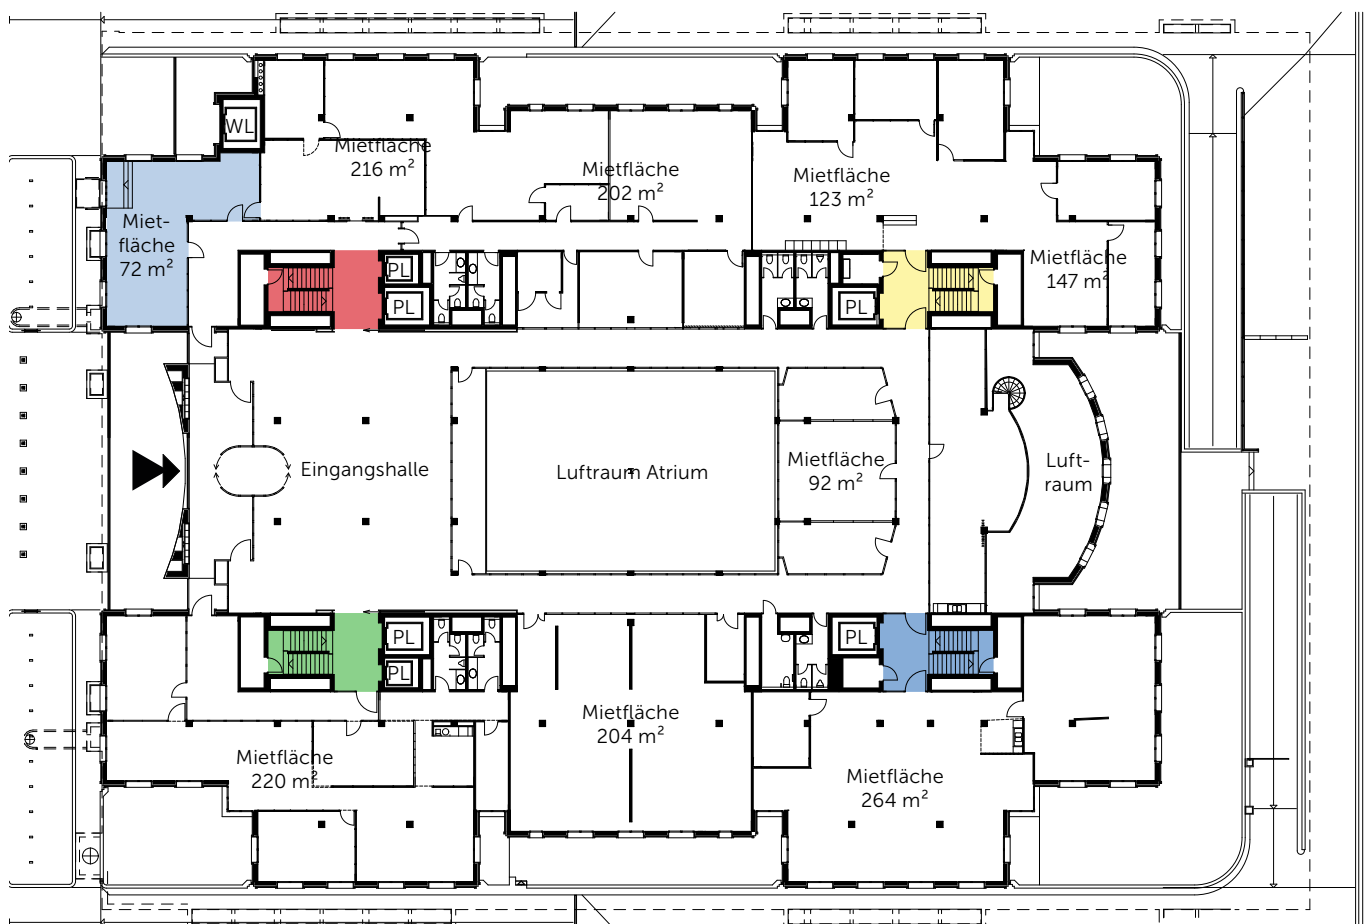 WL
Mietfläche
216 m²
Mietfläche
202 m²
Mietfläche
123 m²
Miet-
fläche
72 m²
Mietfläche
147 m²
PL
PL
PL
Eingangshalle
Luftraum Atrium
Mietfläche
92 m²
Luft-
raum
PL
PL
PL
Mietfläche
204 m²
Mietfläche
220 m²
Mietfläche
264 m²